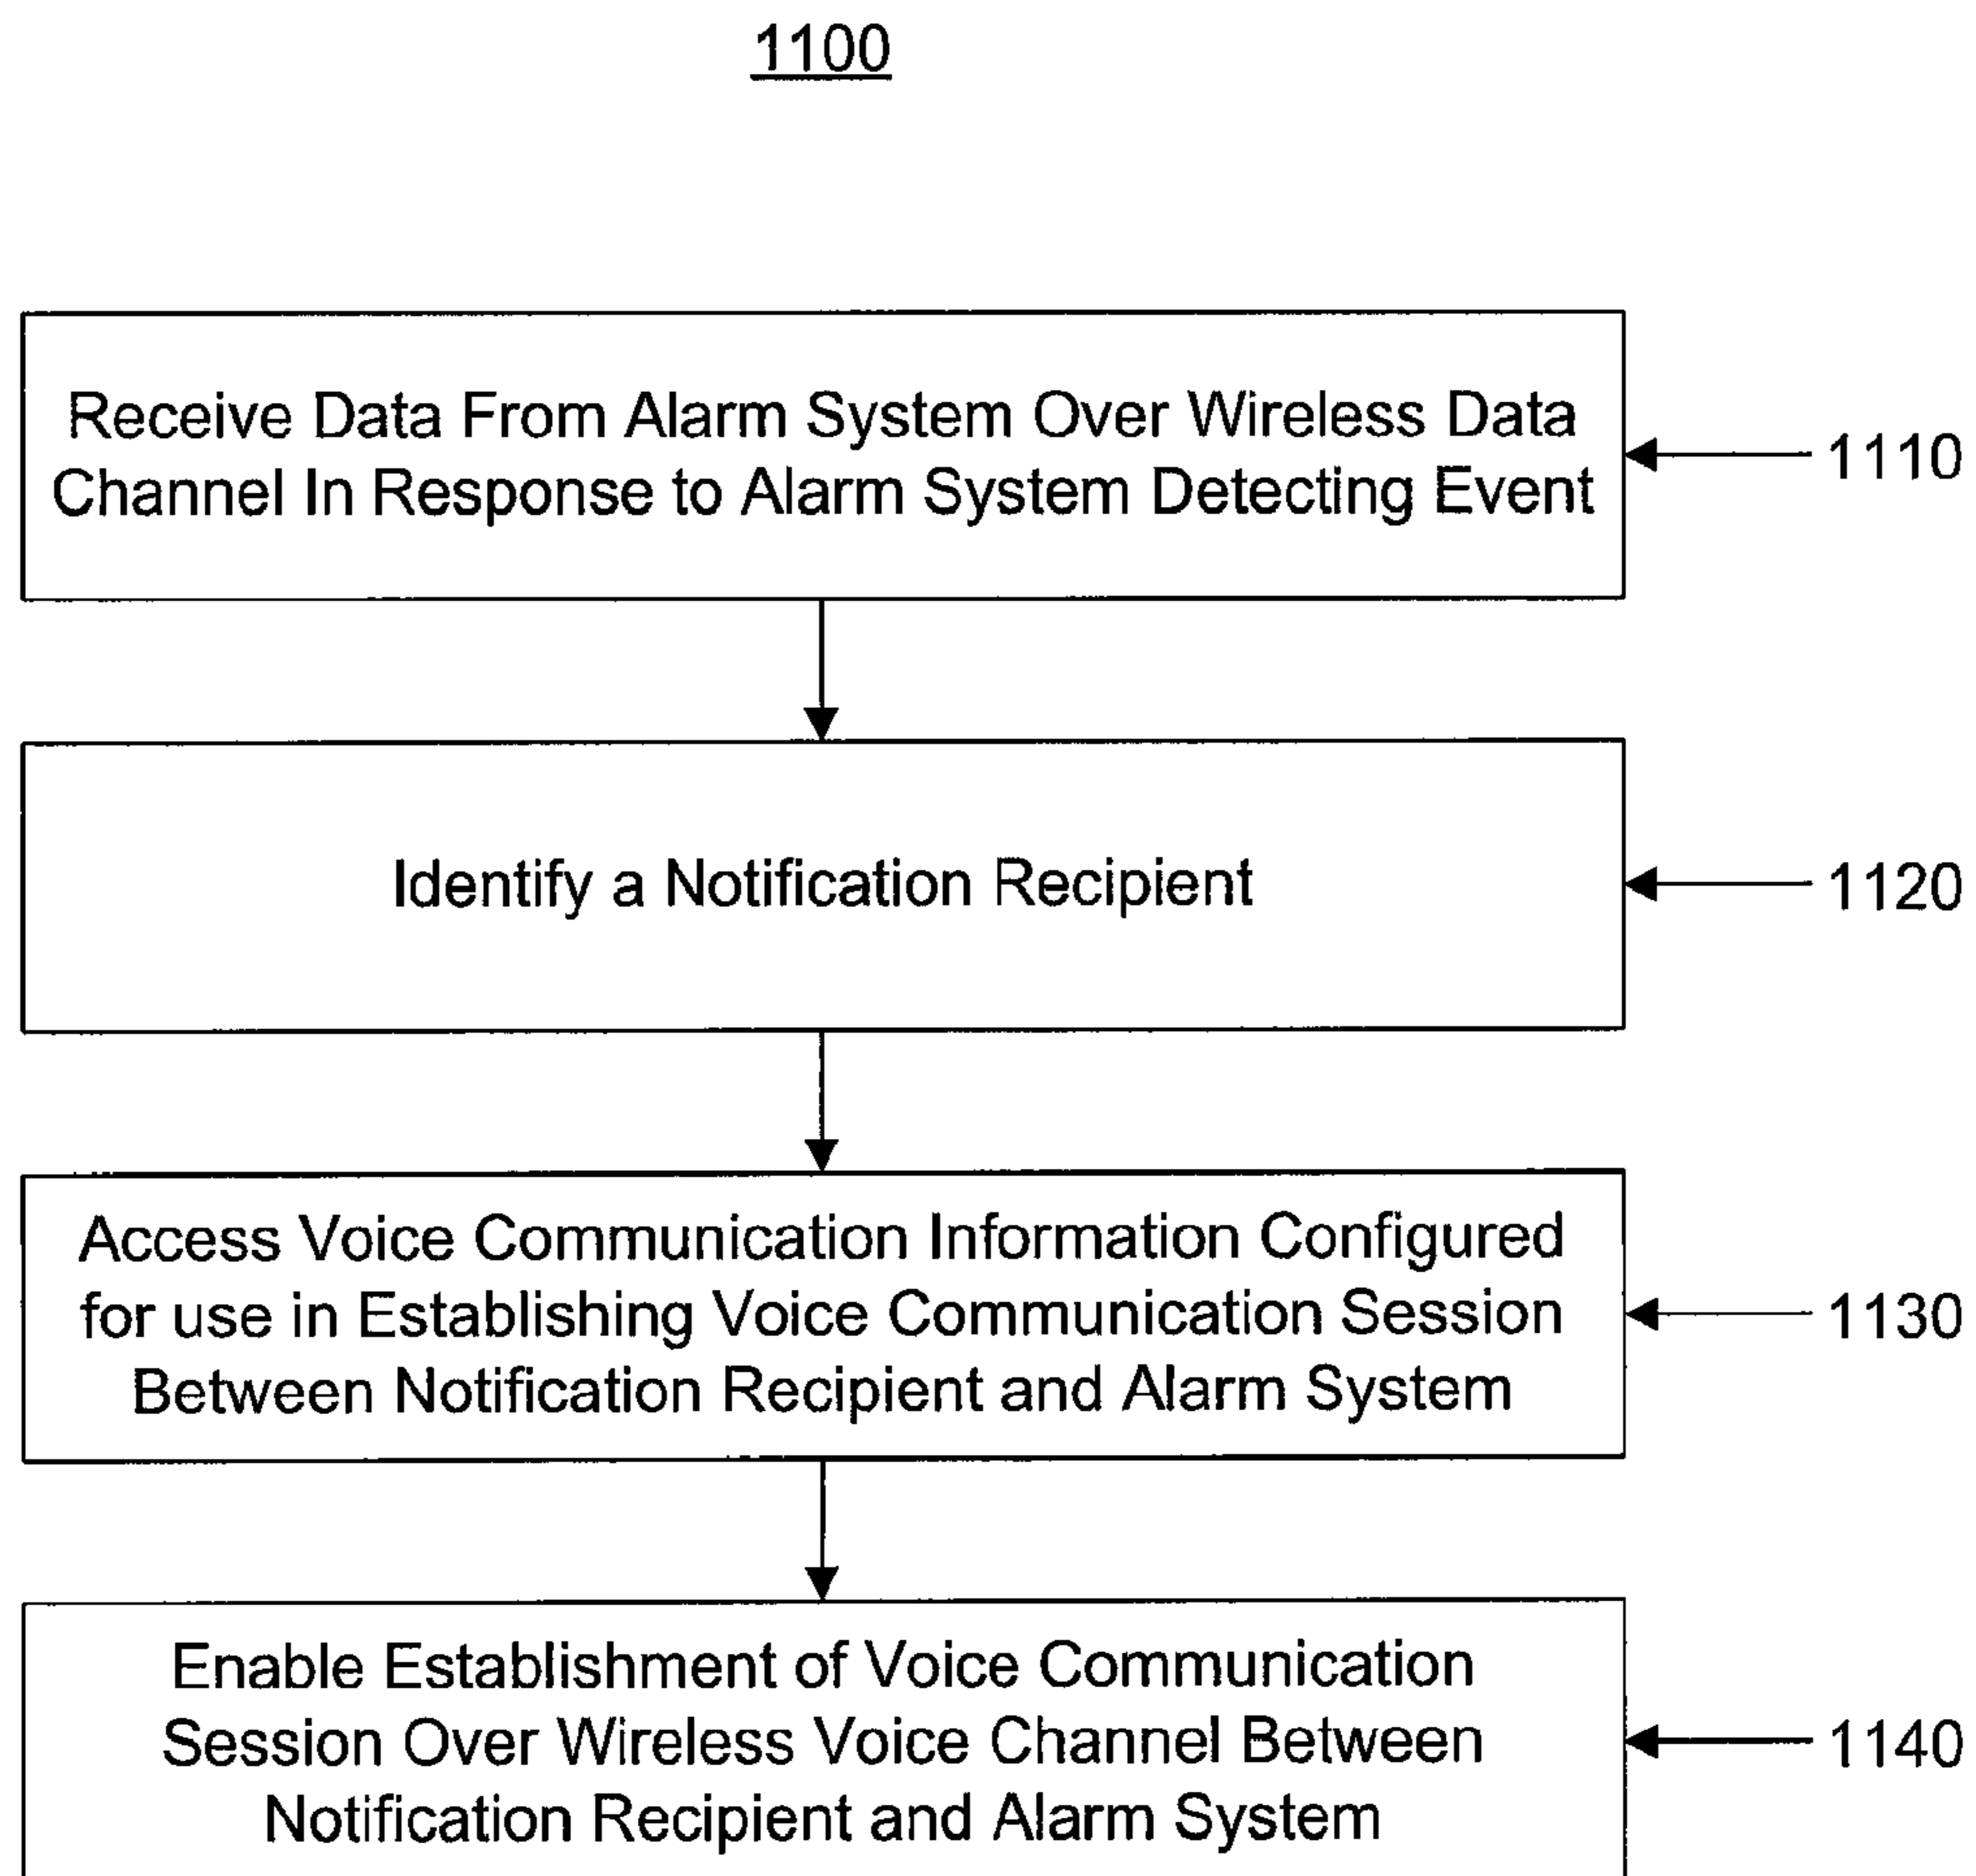 1100
Receive Data From Alarm System Over Wireless Data
Channel In Response to Alarm System Detecting Event
1110
Identify a Notification Recipient
1120
Access Voice Communication Information Configured
for use in Establishing Voice Communication Session
Between Notification Recipient and Alarm System
1130
Enable Establishment of Voice Communication
Session Over Wireless Voice Channel Between
Notification Recipient and Alarm System
1140